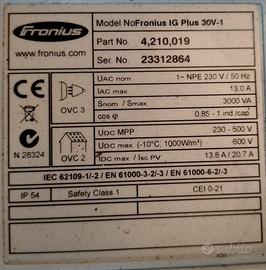 Fronius
www.fronius.com
Model No Fronius IG Plus 30V-1
Part No. 4,210,019
Ser. No. 23312864
CE
N 28324
OVC 3
OVC 2
UAC nom 1~ NPE 230 V / 50 Hz
IAC max 13.0 A
Snom / Smax 3000 VA
cos φ 0,85 - 1 ind./cap
UDC MPP 230 - 500 V
UDC max (-10°C, 1000W/m²) 600 V
IDC max / ISC PV 13,8 A / 20,7 A
IEC 62109-1/-2 / EN 61000-3-2/-3 / EN 61000-6-2/-3
IP 54 Safety Class 1 CEI 0-21
subito